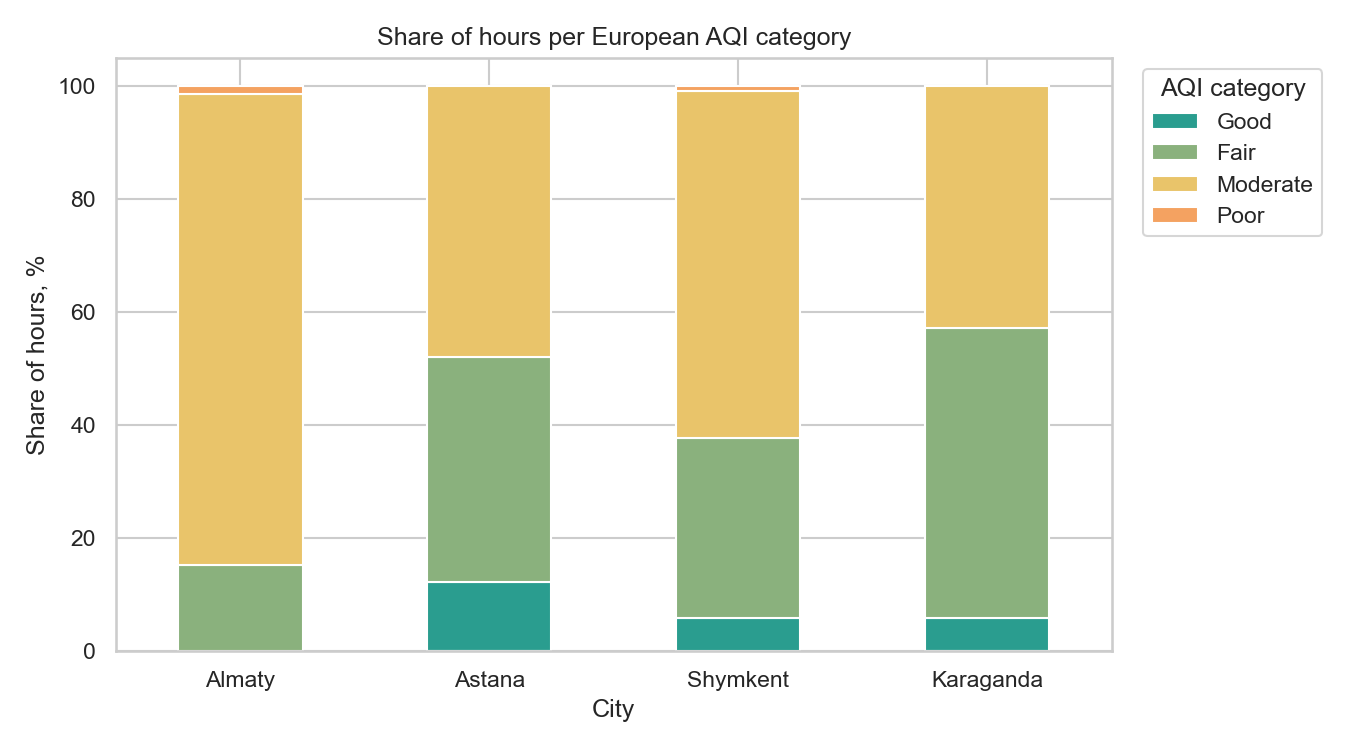 Share of hours per European AQI category
AQI category
Good
Fair
Moderate
Poor
Share of hours, %
100
80
60
40
20
0
Almaty
Astana
Shymkent
Karaganda
City